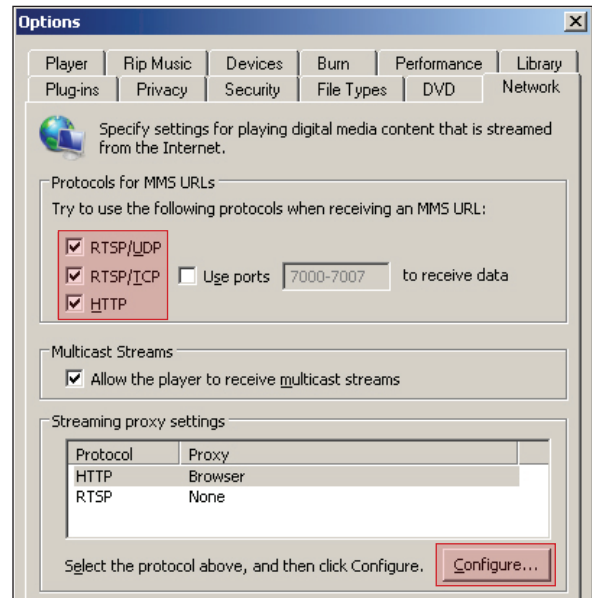 Options
Player Rip Music Devices Burn Performance Library
Plug-ins Privacy Security File Types DVD Network
Specify settings for playing digital media content that is streamed
from the Internet.
Protocols for MMS URLs
Try to use the following protocols when receiving an MMS URL:
RTSP/UDP
RTSP/TCP Use ports 7000-7007 to receive data
HTTP
Multicast Streams
Allow the player to receive multicast streams
Streaming proxy settings
Protocol Proxy
HTTP Browser
RTSP None
Select the protocol above, and then click Configure. Configure...